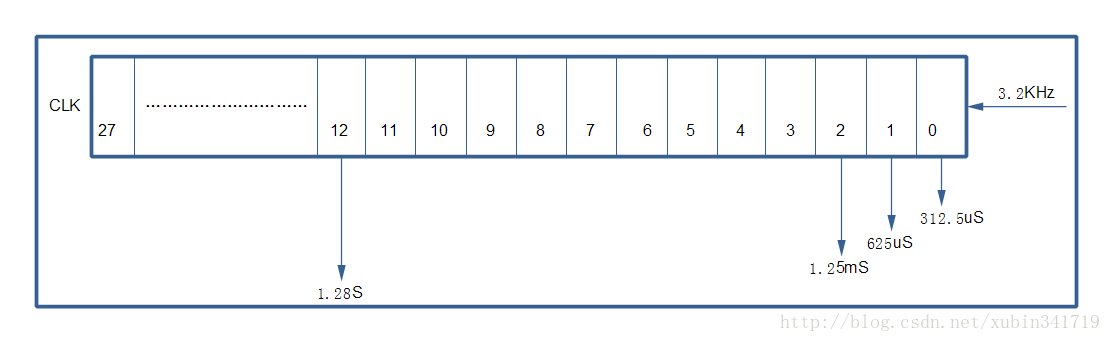 3.2KHz
CLK ..............................
27 12 11 10 9 8 7 6 5 4 3 2 1 0
312.5uS
625uS
1.25mS
1.28S
http://blog.csdn.net/xubin341719